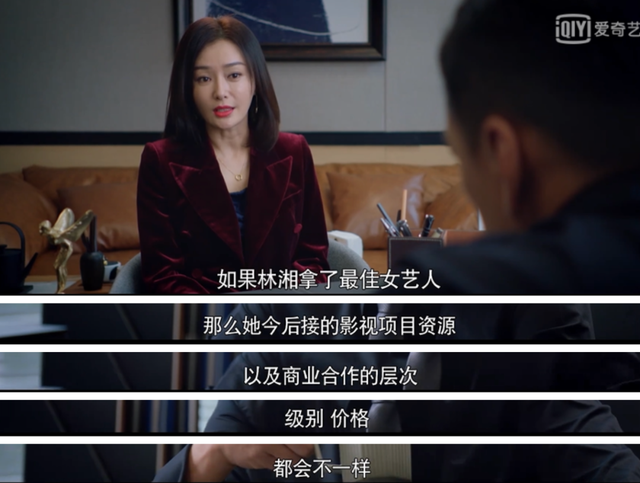 iQIYI 爱奇艺
如果林湘拿了最佳女艺人
那么她今后接的影视项目资源
以及商业合作的层次
级别 价格
都会不一样